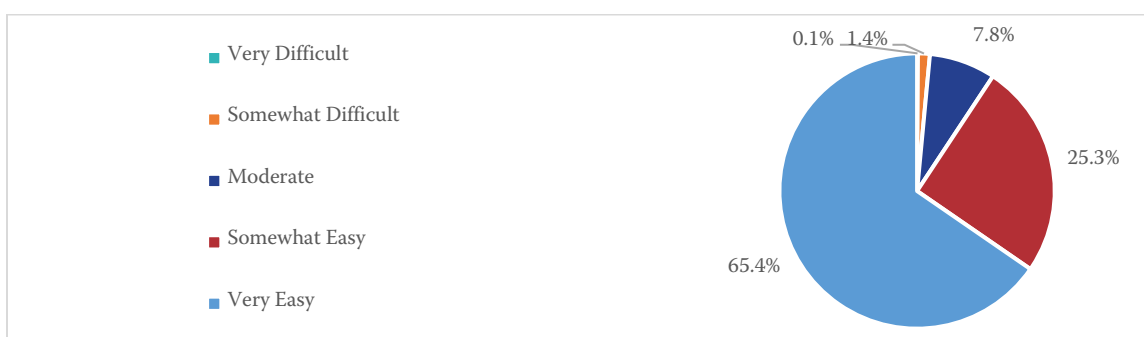 Very Difficult
Somewhat Difficult
Moderate
Somewhat Easy
Very Easy
0.1% 1.4%
7.8%
25.3%
65.4%